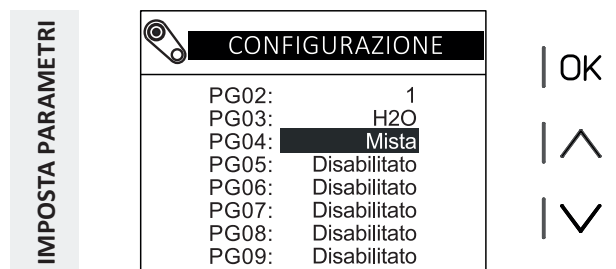 IMPOSTA PARAMETRI
CONFIGURAZIONE
PG02: 1
PG03: H2O
PG04: Mista
PG05: Disabilitato
PG06: Disabilitato
PG07: Disabilitato
PG08: Disabilitato
PG09: Disabilitato
OK